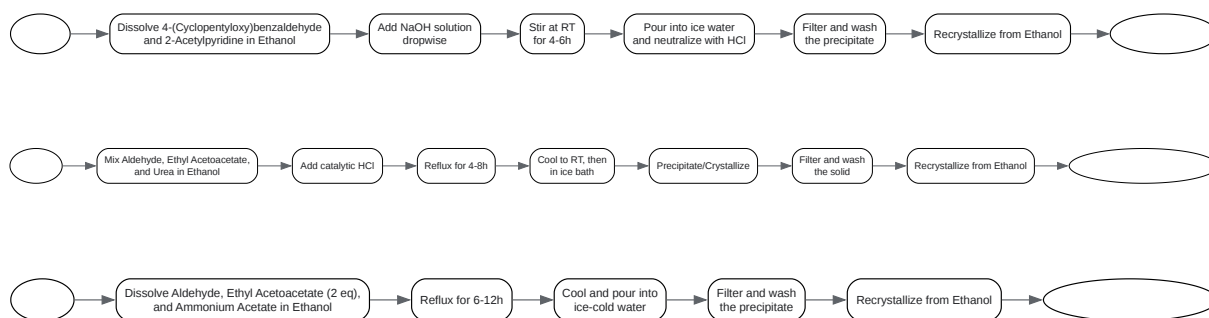 Dissolve 4-(Cyclopentyloxy)benzaldehyde
and 2-Acetylpyridine in Ethanol
Add NaOH solution
dropwise
Stir at RT
for 4-6h
Pour into ice water
and neutralize with HCl
Filter and wash
the precipitate
Recrystallize from Ethanol
Mix Aldehyde, Ethyl Acetoacetate,
and Urea in Ethanol
Add catalytic HCl
Reflux for 4-8h
Cool to RT, then
in ice bath
Precipitate/Crystallize
Filter and wash
the solid
Recrystallize from Ethanol
Dissolve Aldehyde, Ethyl Acetoacetate (2 eq),
and Ammonium Acetate in Ethanol
Reflux for 6-12h
Cool and pour into
ice-cold water
Filter and wash
the precipitate
Recrystallize from Ethanol